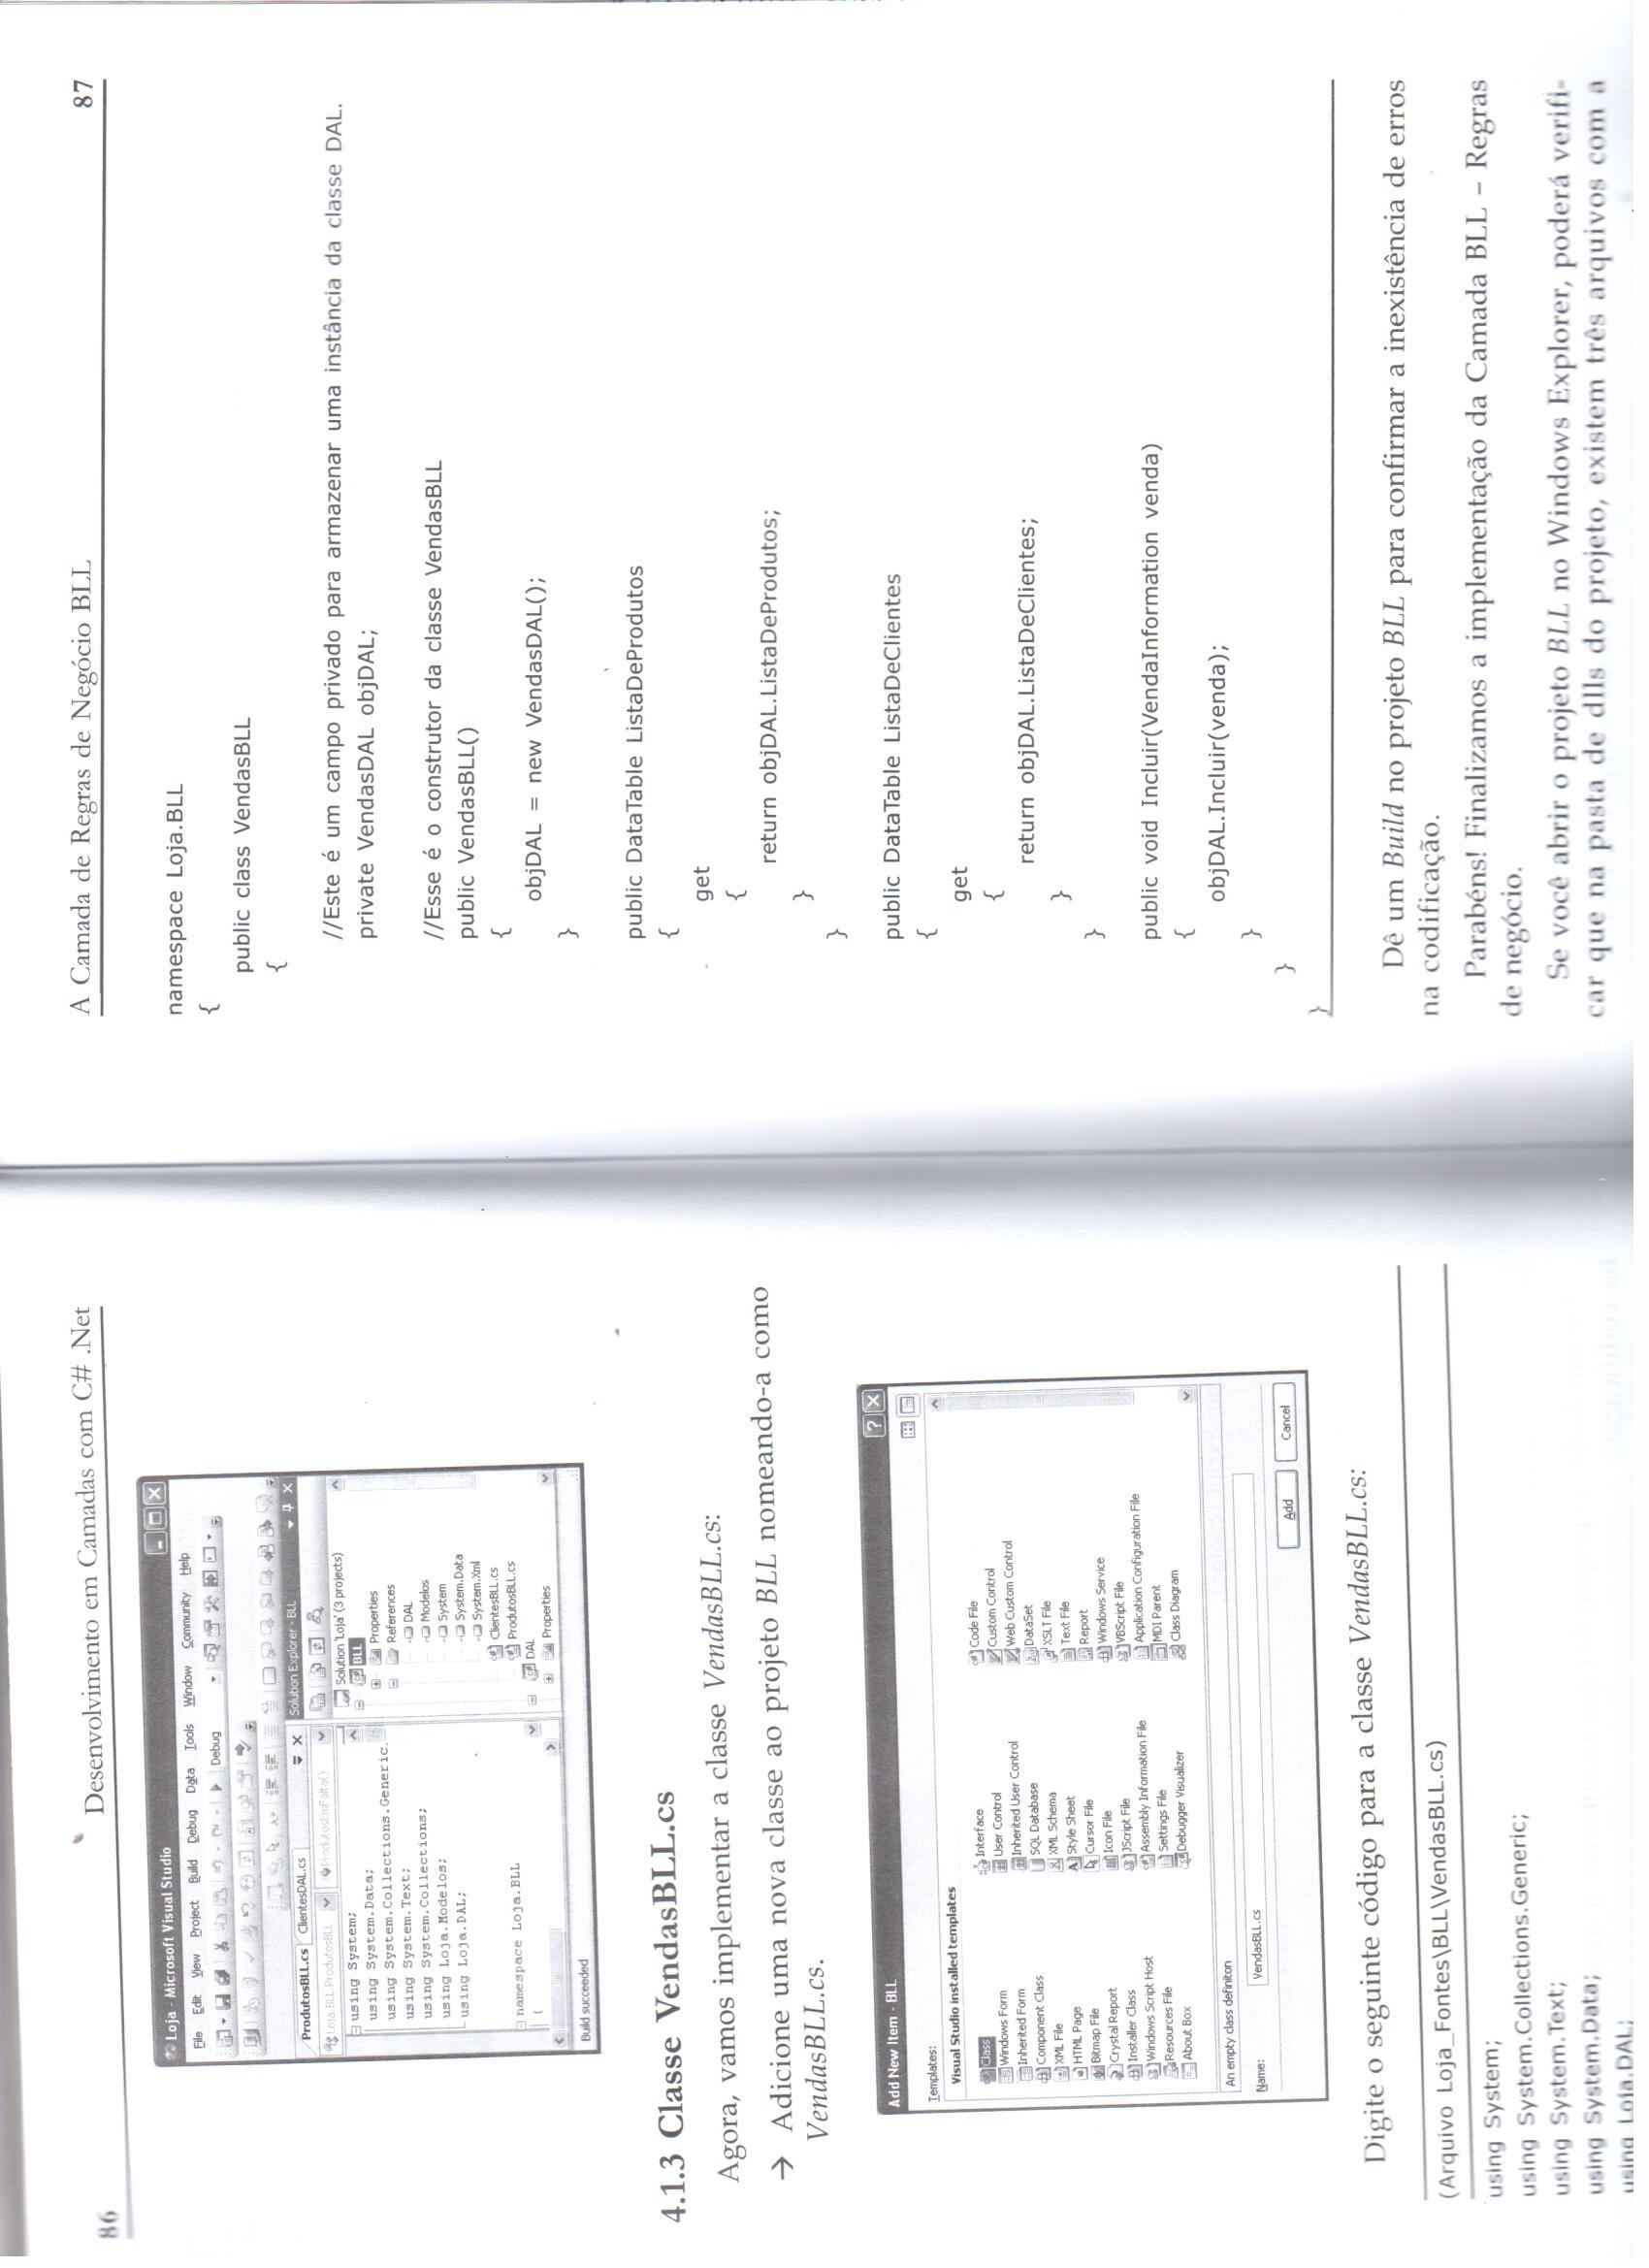 86
Desenvolvimento em Camadas com C# .Net
Loja - Microsoft Visual Studio
File Edit View Project Build Debug Data Tools Window Community Help
Debug
ProdutosBLL.cs ClientesDAL.cs
Loja.BLL.ProdutosBLL ProdutosEmFalta()
using System;
using System.Data;
using System.Collections.Generic.
using System.Text;
using System.Collections;
using Loja.Modelos;
using Loja.DAL;
namespace Loja.BLL
{
Solution Explorer - BLL
Solution 'Loja' (3 projects)
BLL
Properties
References
DAL
Modelos
System
System.Data
System.Xml
ClientesBLL.cs
ProdutosBLL.cs
DAL
Properties
Build succeeded
4.1.3 Classe VendasBLL.cs
Agora, vamos implementar a classe VendasBLL.cs:
→ Adicione uma nova classe ao projeto BLL nomeando-a como
VendasBLL.cs.
Add New Item - BLL
Templates:
Visual Studio installed templates
Class
Windows Form
Inherited Form
Component Class
XML File
HTML Page
Bitmap File
Crystal Report
Installer Class
Windows Script Host
Resources File
About Box
Interface
User Control
Inherited User Control
SQL Database
XML Schema
Style Sheet
Cursor File
Icon File
JScript File
Assembly Information File
Settings File
Debugger Visualizer
Code File
Custom Control
Web Custom Control
DataSet
XSLT File
Text File
Report
Windows Service
VBScript File
Application Configuration File
MDI Parent
Class Diagram
An empty class definiton
Name: VendasBLL.cs
Add Cancel
Digite o seguinte código para a classe VendasBLL.cs:
(Arquivo Loja_Fontes\BLL\VendasBLL.cs)
using System;
using System.Collections.Generic;
using System.Text;
using System.Data;
using Loja.DAL;
A Camada de Regras de Negócio BLL
87
namespace Loja.BLL
{
public class VendasBLL
{
//Este é um campo privado para armazenar uma instância da classe DAL.
private VendasDAL objDAL;
//Esse é o construtor da classe VendasBLL
public VendasBLL()
{
objDAL = new VendasDAL();
}
public DataTable ListaDeProdutos
{
get
{
return objDAL.ListaDeProdutos;
}
}
public DataTable ListaDeClientes
{
get
{
return objDAL.ListaDeClientes;
}
}
public void Incluir(VendaInformation venda)
{
objDAL.Incluir(venda);
}
}
}
Dê um Build no projeto BLL para confirmar a inexistência de erros
na codificação.
Parabéns! Finalizamos a implementação da Camada BLL – Regras
de negócio.
Se você abrir o projeto BLL no Windows Explorer, poderá verifi-
car que na pasta de dlls do projeto, existem três arquivos com a